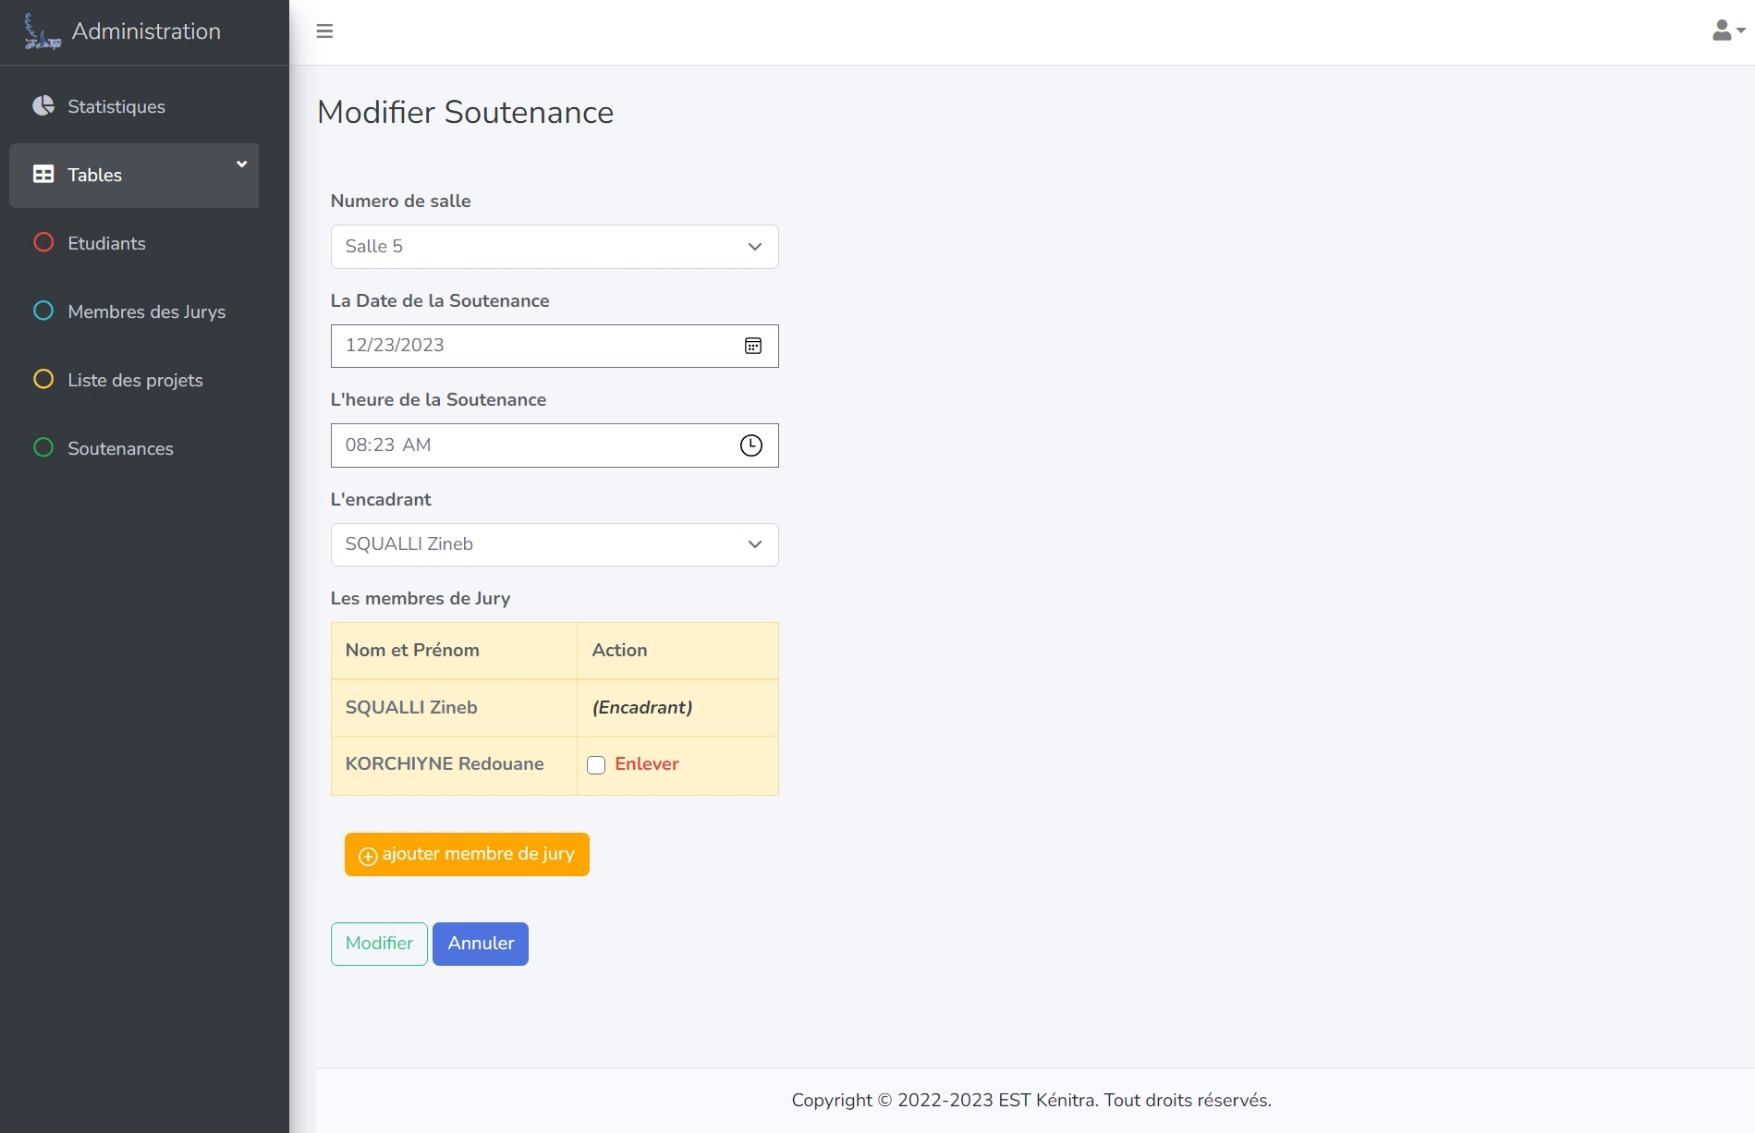 Administration
Statistiques
Tables
Etudiants
Membres des Jurys
Liste des projets
Soutenances
Modifier Soutenance
Numero de salle
Salle 5
La Date de la Soutenance
12/23/2023
L'heure de la Soutenance
08:23 AM
L'encadrant
SQUALLI Zineb
Les membres de Jury
Nom et Prénom Action
SQUALLI Zineb (Encadrant)
KORCHIYNE Redouane Enlever
ajouter membre de jury
Modifier Annuler
Copyright © 2022-2023 EST Kénitra. Tout droits réservés.